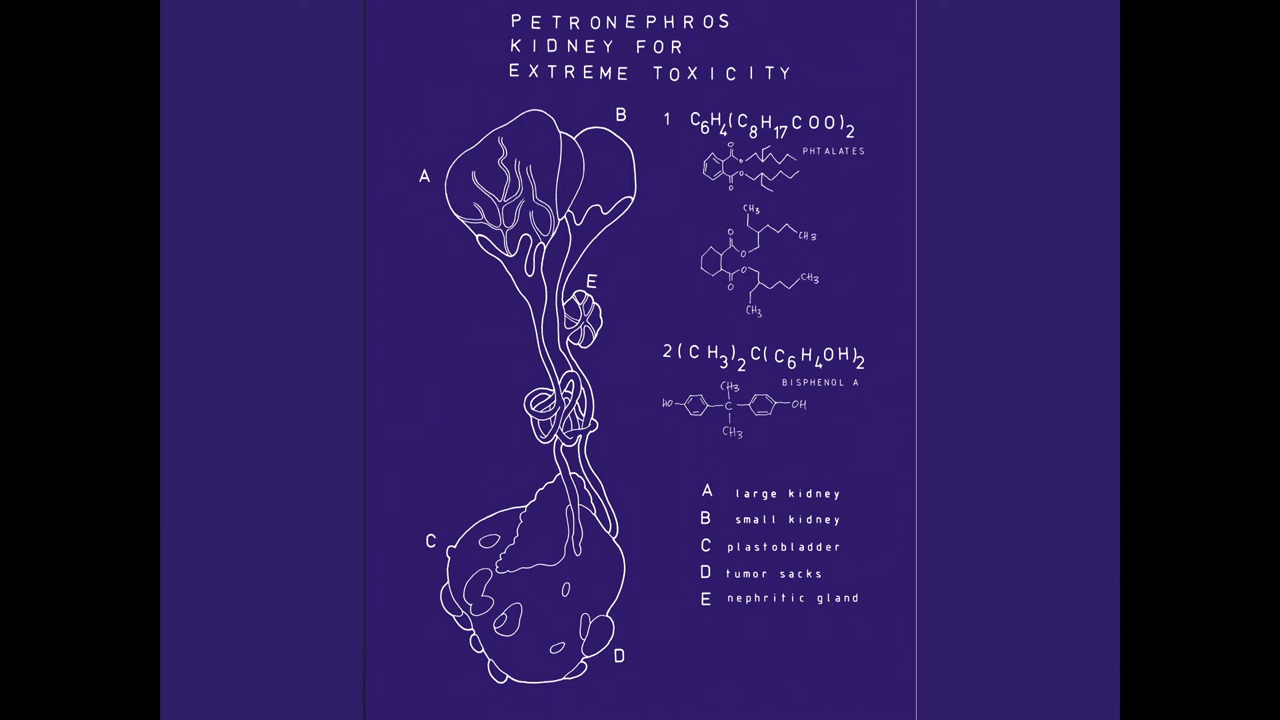 PETRONEPHROS
KIDNEY FOR
EXTREME TOXICITY
A
B
1 C6H4(C8H17COO)2
PHTALATES
O
O
O
O
CH3
CH3
O
O
O
O
CH3
CH3
E
2(CH3)2C(C6H4OH)2
BISPHENOL A
CH3
HO C OH
CH3
A large kidney
B small kidney
C plastobladder
D tumor sacks
E nephritic gland
C
D